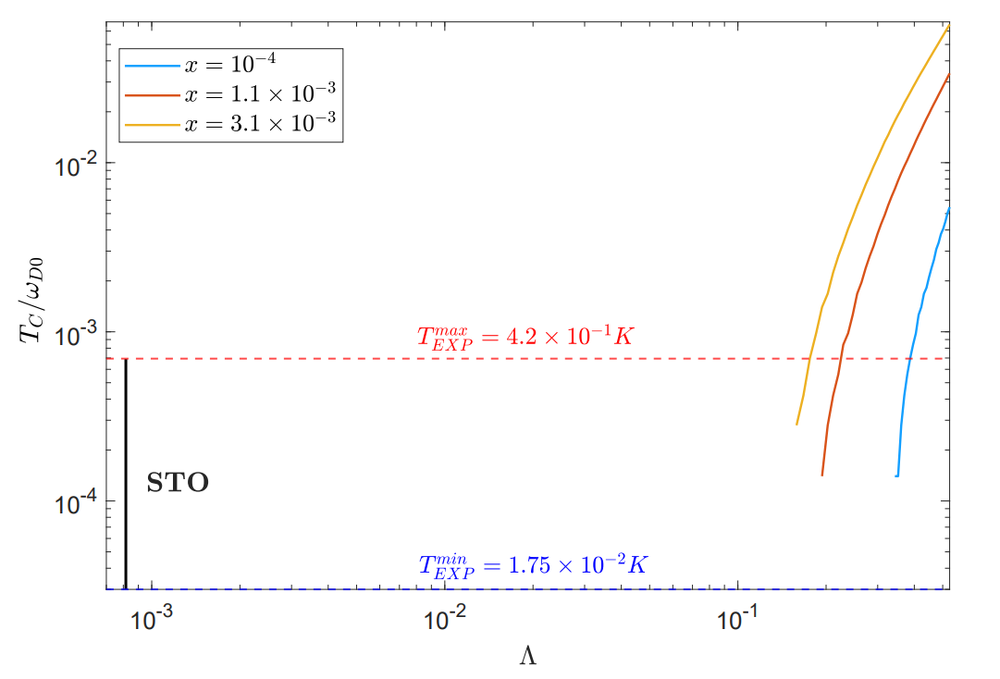 x = 10⁻⁴
x = 1.1 × 10⁻³
x = 3.1 × 10⁻³
10⁻²
T_C/ω_{D0}
10⁻³
T_{EXP}^{max} = 4.2 × 10⁻¹K
STO
10⁻⁴
T_{EXP}^{min} = 1.75 × 10⁻²K
10⁻³ 10⁻² 10⁻¹
Λ